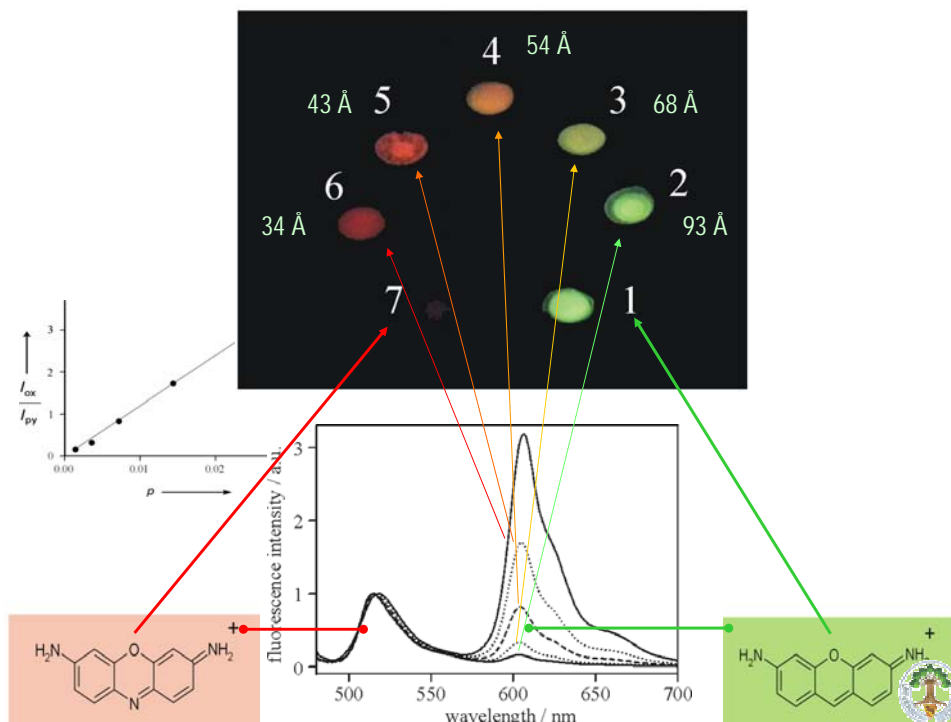 4
54 Å
43 Å
5
3
68 Å
6
2
34 Å
93 Å
7
1
3
2
1
0
I_ox
I_py
0.00
0.01
0.02
p
fluorescence intensity / a.u.
3
2
1
0
500
550
600
650
700
wavelength / nm
+
H₂N
O
NH₂
N
+
H₂N
O
NH₂